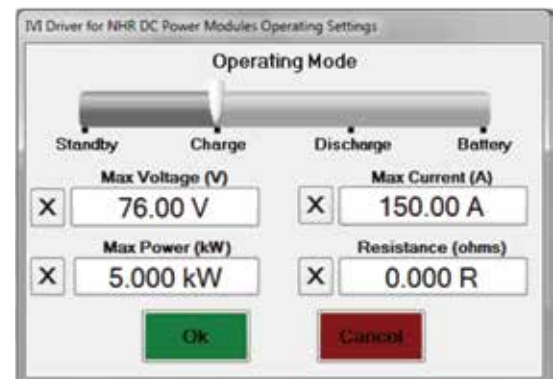 IVI Driver for NHR DC Power Modules Operating Settings
Operating Mode
Standby Charge Discharge Battery
Max Voltage (V) Max Current (A)
X 76.00 V X 150.00 A
Max Power (kW) Resistance (ohms)
X 5.000 kW X 0.000 R
Ok Cancel